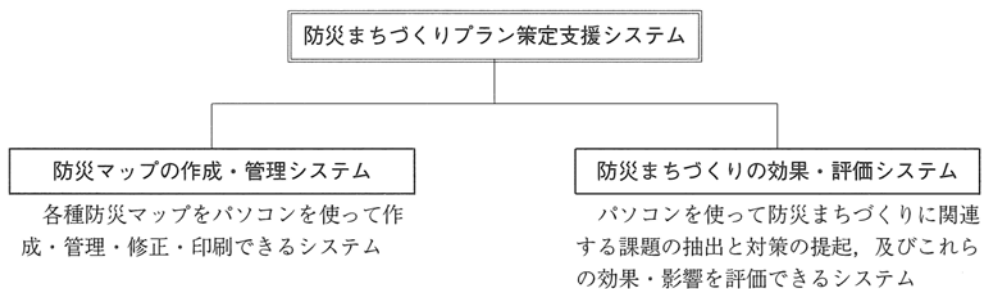 防災まちづくりプラン策定支援システム
防災マップの作成・管理システム
各種防災マップをパソコンを使って作
成・管理・修正・印刷できるシステム
防災まちづくりの効果・評価システム
パソコンを使って防災まちづくりに関連
する課題の抽出と対策の提起，及びこれら
の効果・影響を評価できるシステム